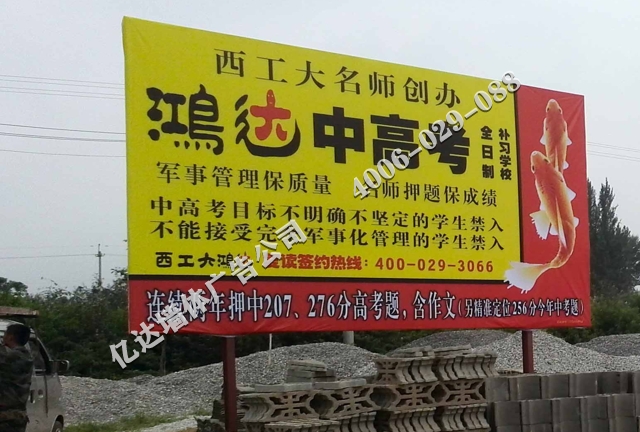 西工大名师创办
鸿达中高考
全日制
补习学校
军事管理保质量 名师押题保成绩
中高考目标不明确不坚定的学生禁入
不能接受完 军事化管理的学生禁入
西工大鸿达 复读签约热线：400-029-3066
连续 年押中207、276分高考题，含作文（另精准定位256分今年中考题）
亿达墙体广告公司
4006-029-088